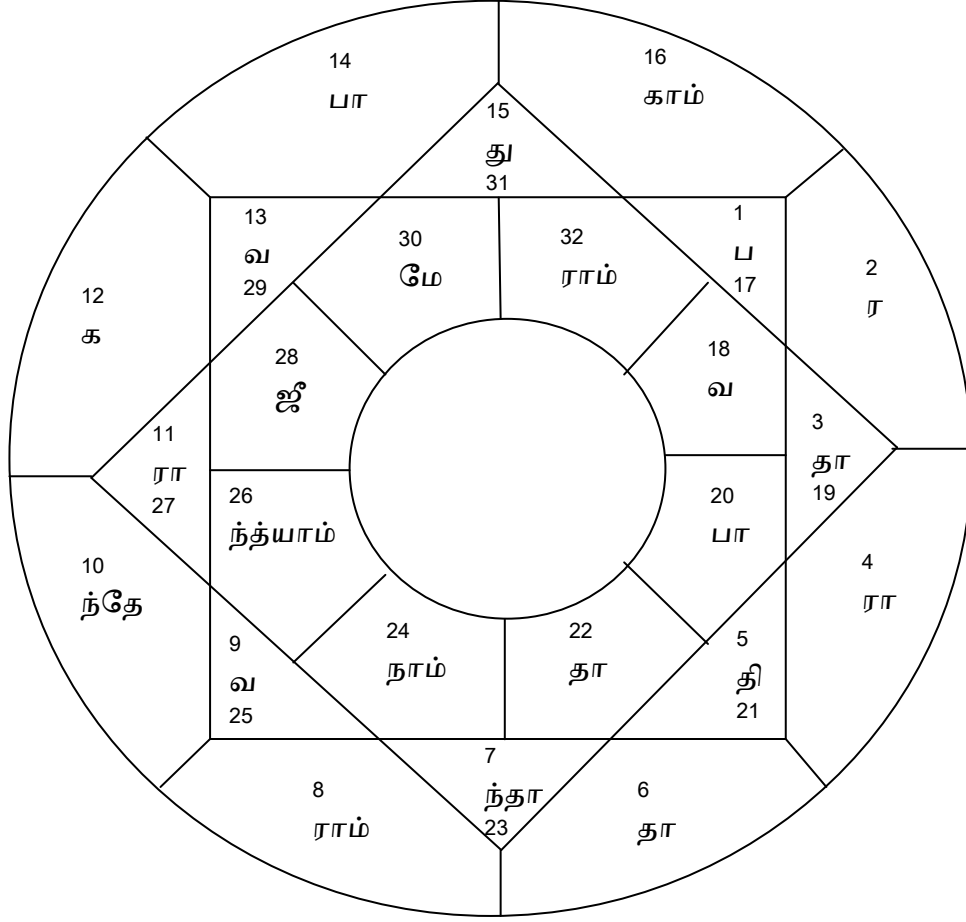 14
பா
16
காம்
15
து
31
13
வ
29
30
மே
32
ராம்
1
ப
17
2
ர
12
க
28
ஜீ
18
வ
11
ரா
27
3
தா
19
26
ந்த்யாம்
20
பா
10
ந்தே
4
ரா
9
வ
25
24
நாம்
22
தா
5
தி
21
8
ராம்
7
ந்தா
23
6
தா